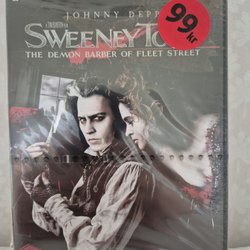 JOHNNY DEPP
99 kr
SWEENEY TO
THE DEMON BARBER OF FLEET STREET